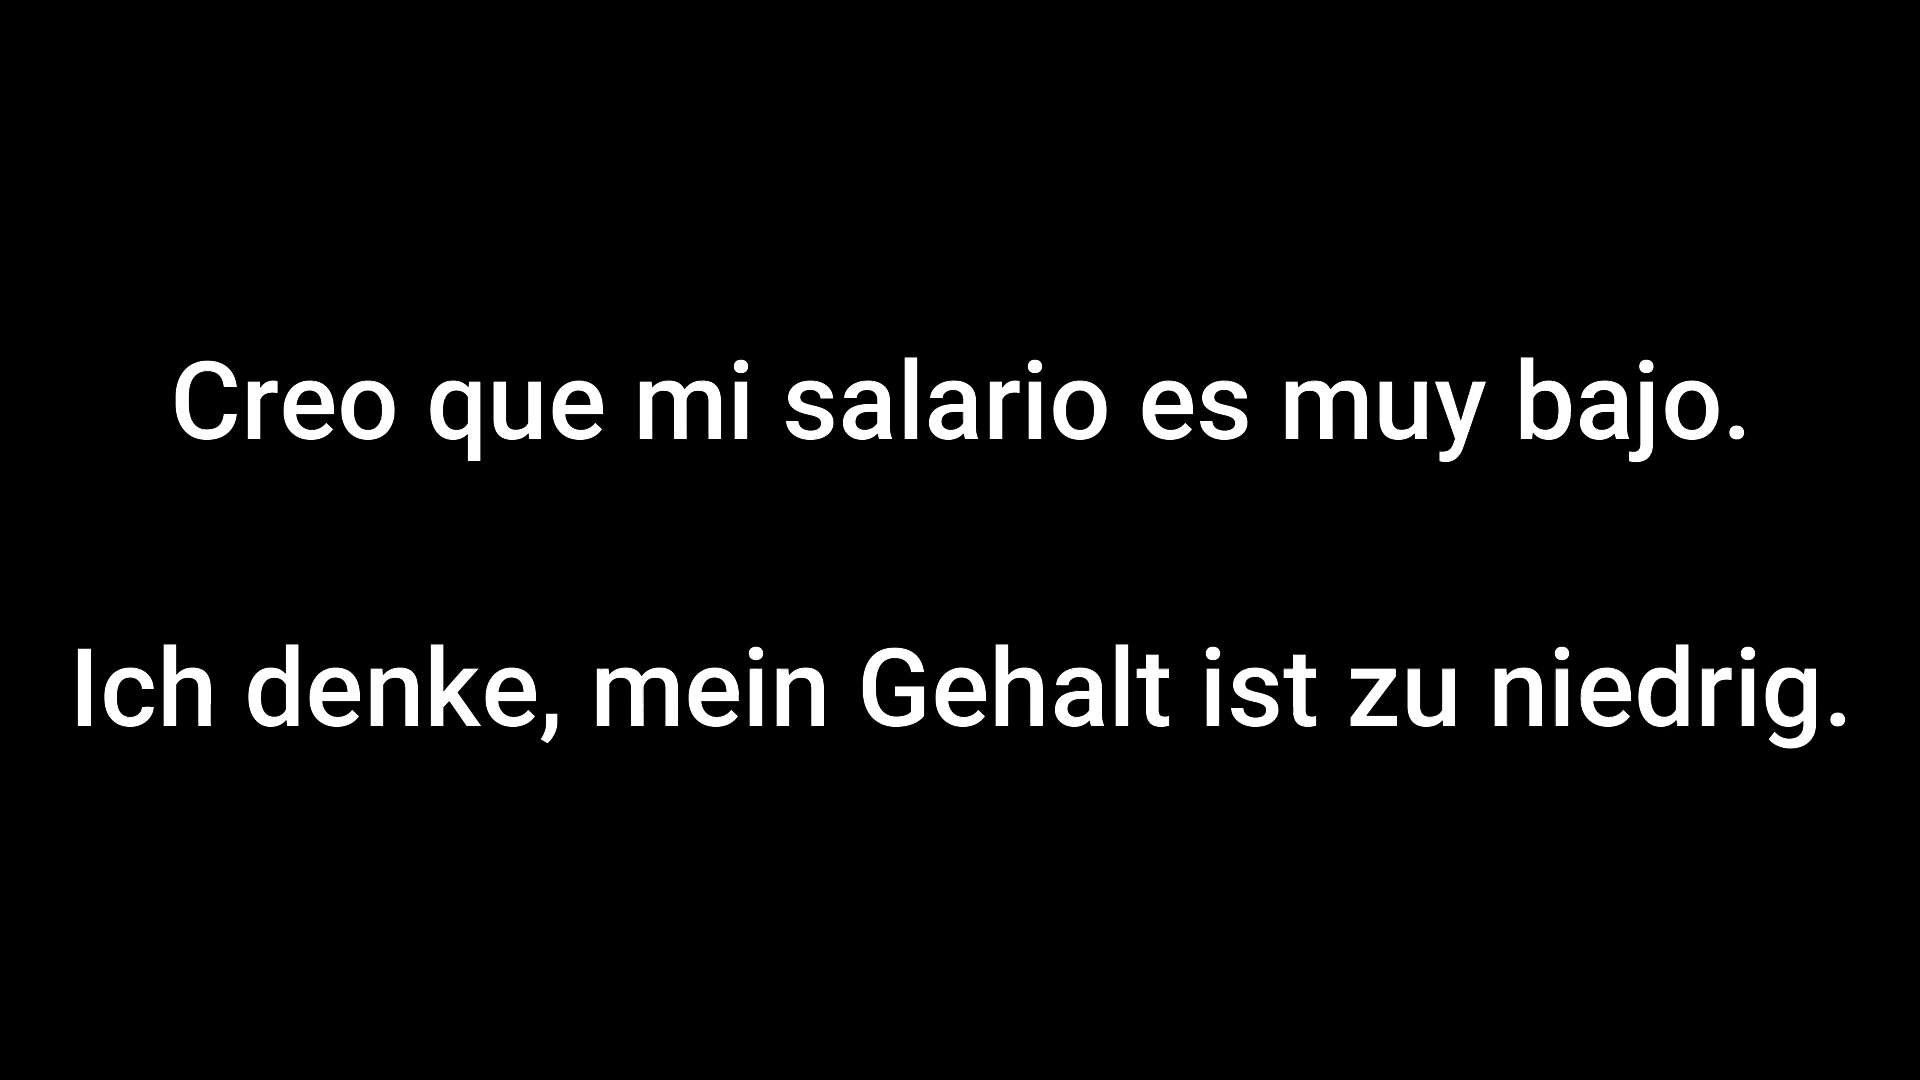 Creo que mi salario es muy bajo.
Ich denke, mein Gehalt ist zu niedrig.